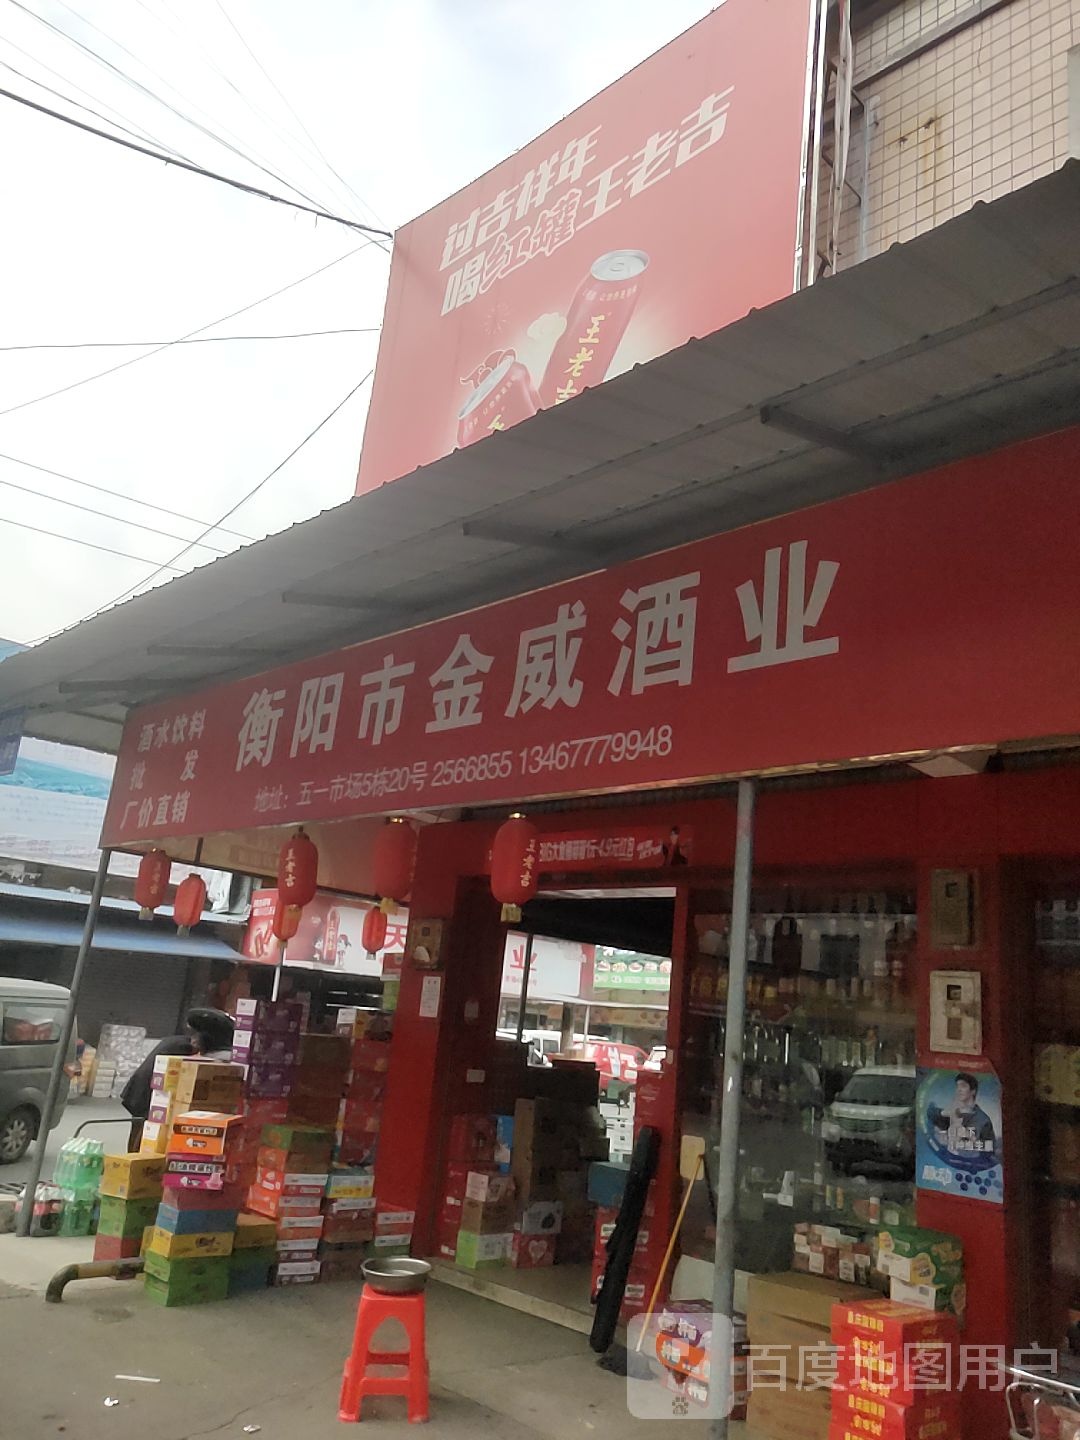 过吉祥年
喝红罐王老吉
王老吉
酒水饮料
批发
厂价直销
衡阳市金威酒业
地址：五一市场5栋20号 2566855 13467779948
王老吉
王老吉
脉动
百度地图用户